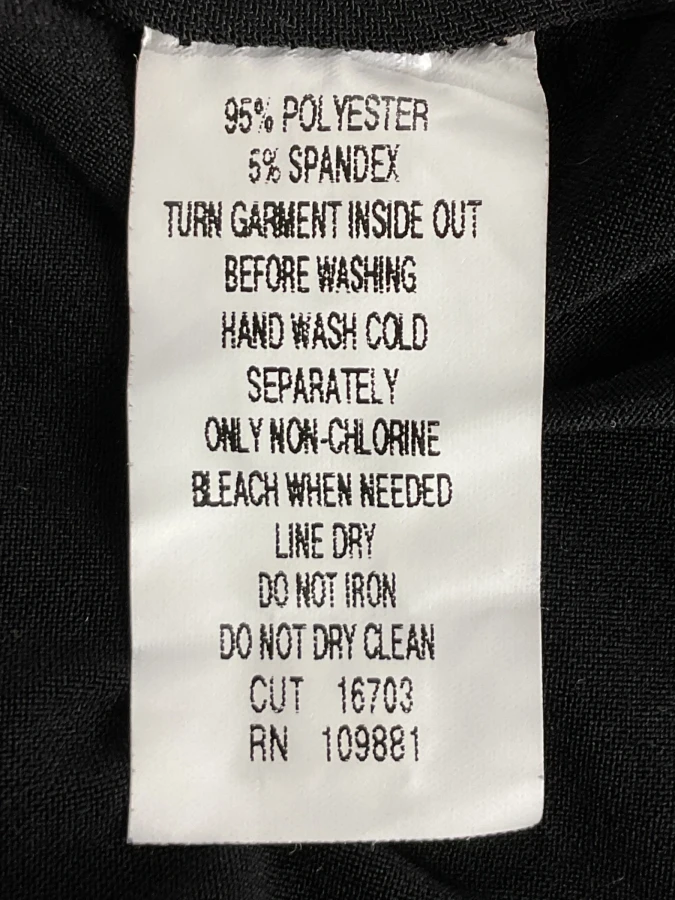 95% POLYESTER
5% SPANDEX
TURN GARMENT INSIDE OUT
BEFORE WASHING
HAND WASH COLD
SEPARATELY
ONLY NON-CHLORINE
BLEACH WHEN NEEDED
LINE DRY
DO NOT IRON
DO NOT DRY CLEAN
CUT 16703
RN 109881